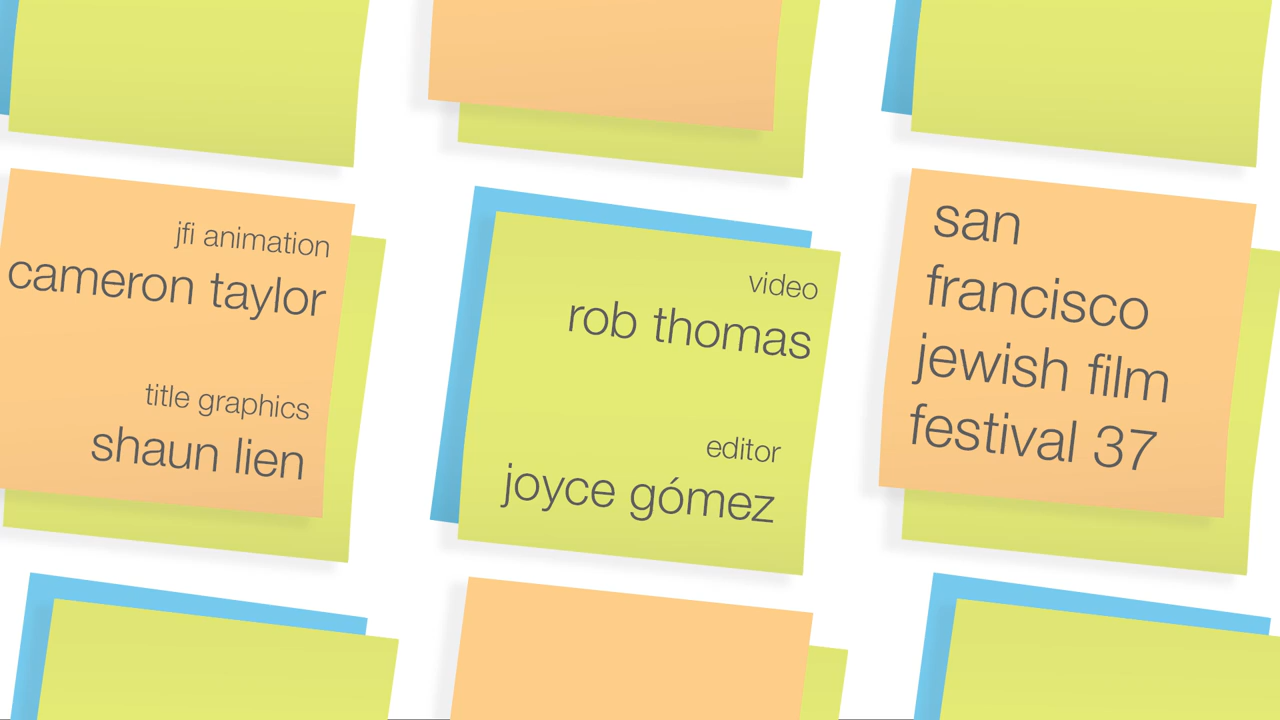 jfi animation
cameron taylor
title graphics
shaun lien
video
rob thomas
editor
joyce gómez
san
francisco
jewish film
festival 37